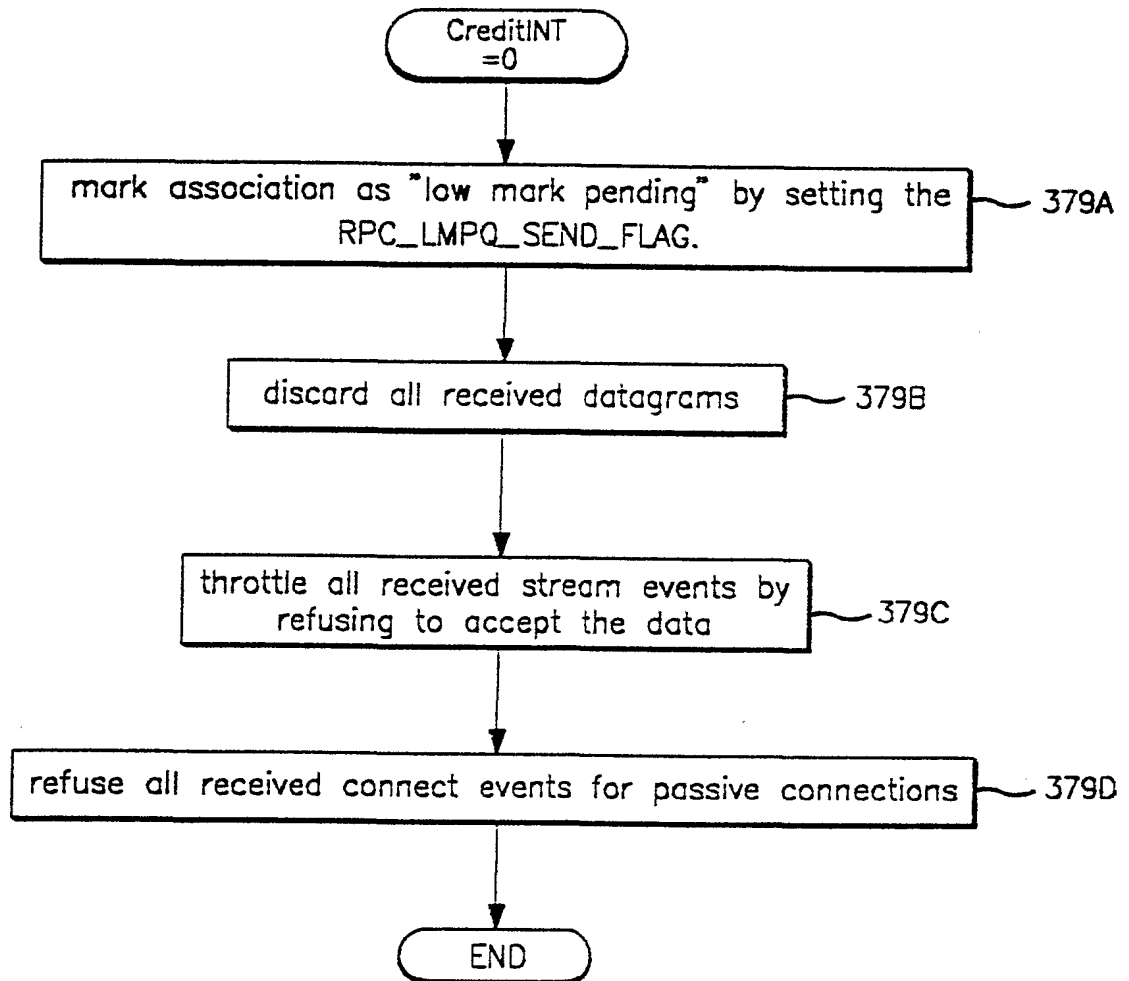 CreditINT
=0
mark association as "low mark pending" by setting the
RPC_LMPQ_SEND_FLAG.
379A
discard all received datagrams
379B
throttle all received stream events by
refusing to accept the data
379C
refuse all received connect events for passive connections
379D
END